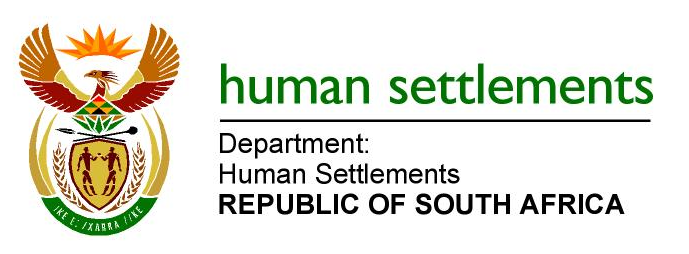 human settlements
Department:
Human Settlements
REPUBLIC OF SOUTH AFRICA
!KE E: /XARRA //KE